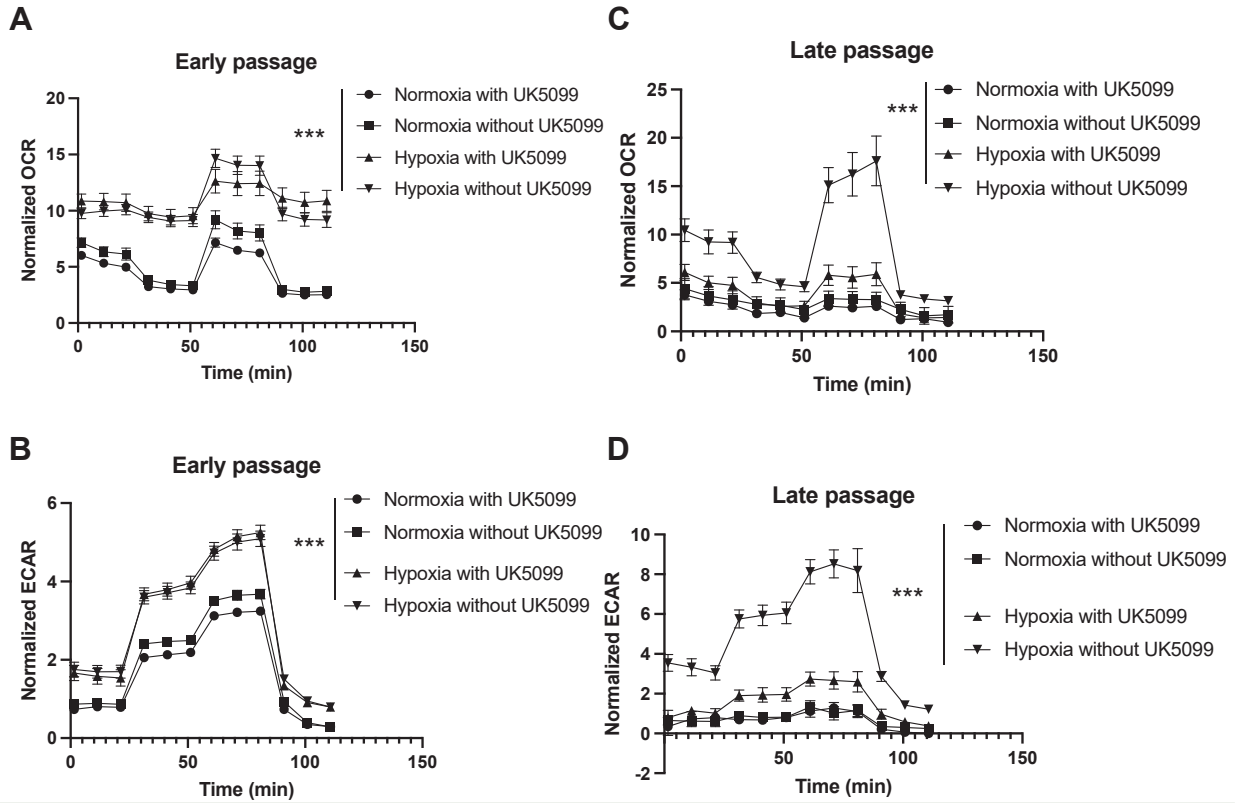 A
Early passage
Normalized OCR
20
15
10
5
0
0
50
100
150
Time (min)
***
Normoxia with UK5099
Normoxia without UK5099
Hypoxia with UK5099
Hypoxia without UK5099
C
Late passage
Normalized OCR
25
20
15
10
5
0
0
50
100
150
Time (min)
***
Normoxia with UK5099
Normoxia without UK5099
Hypoxia with UK5099
Hypoxia without UK5099
B
Early passage
Normalized ECAR
6
4
2
0
0
50
100
150
Time (min)
***
Normoxia with UK5099
Normoxia without UK5099
Hypoxia with UK5099
Hypoxia without UK5099
D
Late passage
Normalized ECAR
10
8
6
4
2
0
-2
50
100
150
Time (min)
***
Normoxia with UK5099
Normoxia without UK5099
Hypoxia with UK5099
Hypoxia without UK5099